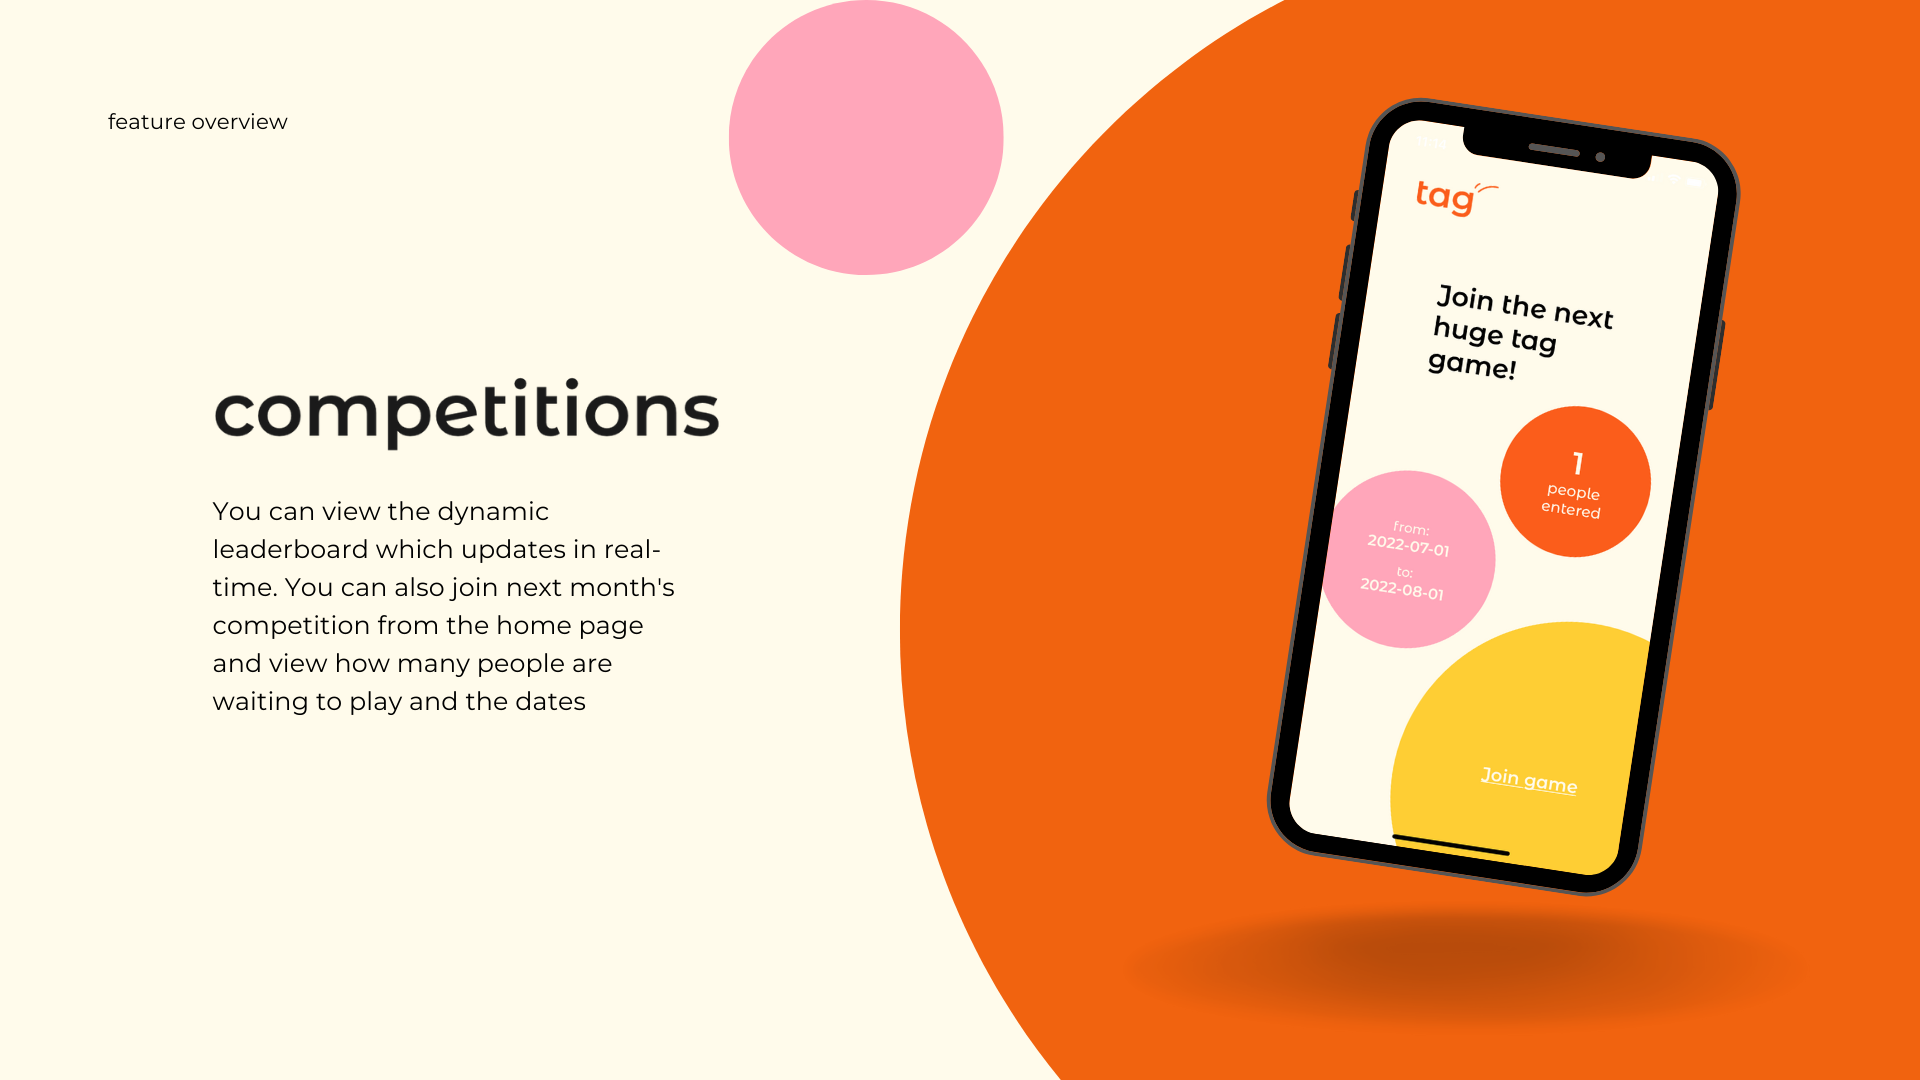 feature overview
competitions
You can view the dynamic
leaderboard which updates in real-
time. You can also join next month's
competition from the home page
and view how many people are
waiting to play and the dates
tag
Join the next
huge tag
game!
1
people
entered
from:
2022-07-01
to:
2022-08-01
Join game